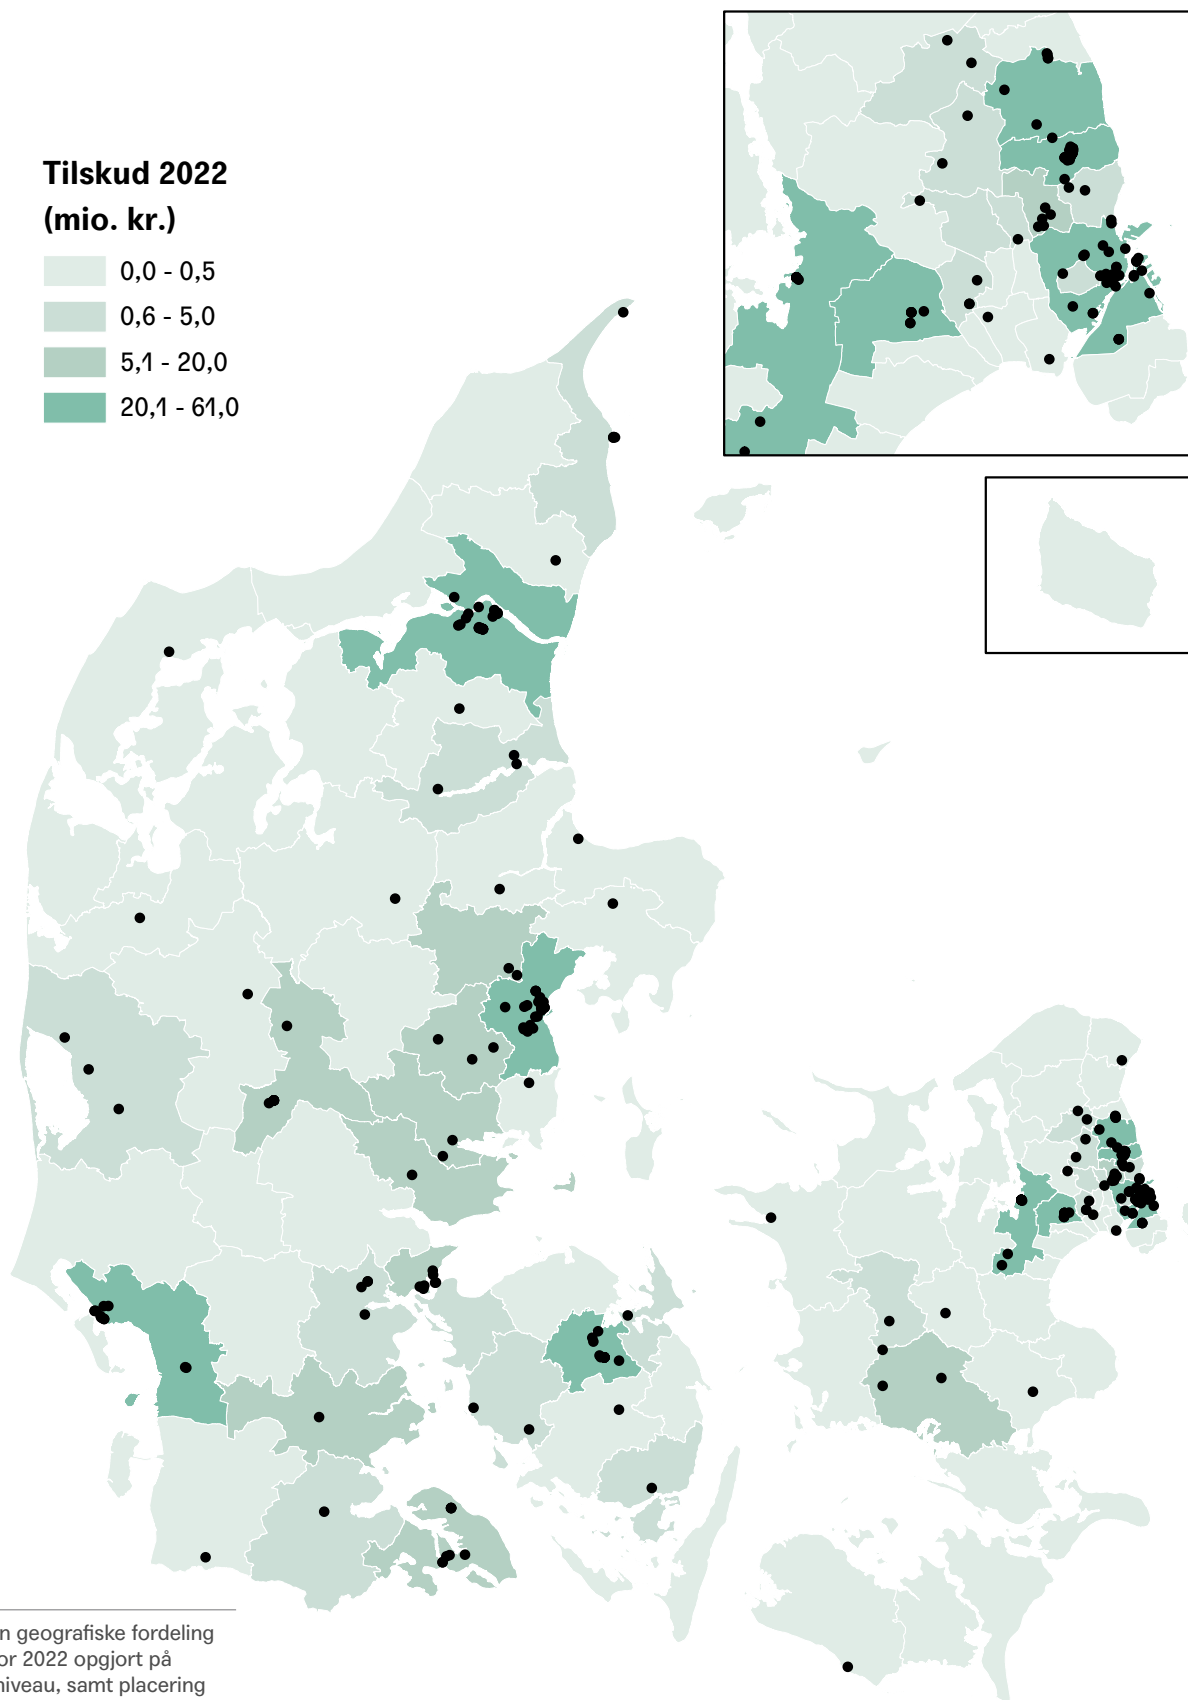 Tilskud 2022
(mio. kr.)
0,0 - 0,5
0,6 - 5,0
5,1 - 20,0
20,1 - 61,0
n geografiske fordeling
or 2022 opgjort på
niveau, samt placering